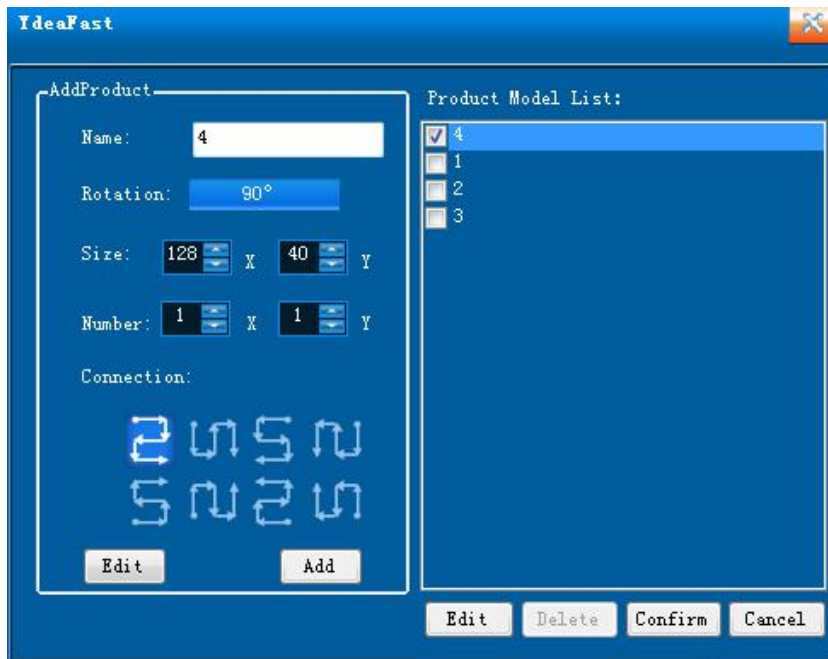 YdeaFast
AddProduct
Name: 4
Rotation: 90°
Size: 128 X 40 Y
Number: 1 X 1 Y
Connection:
Edit Add
Product Model List:
4
1
2
3
Edit Delete Confirm Cancel